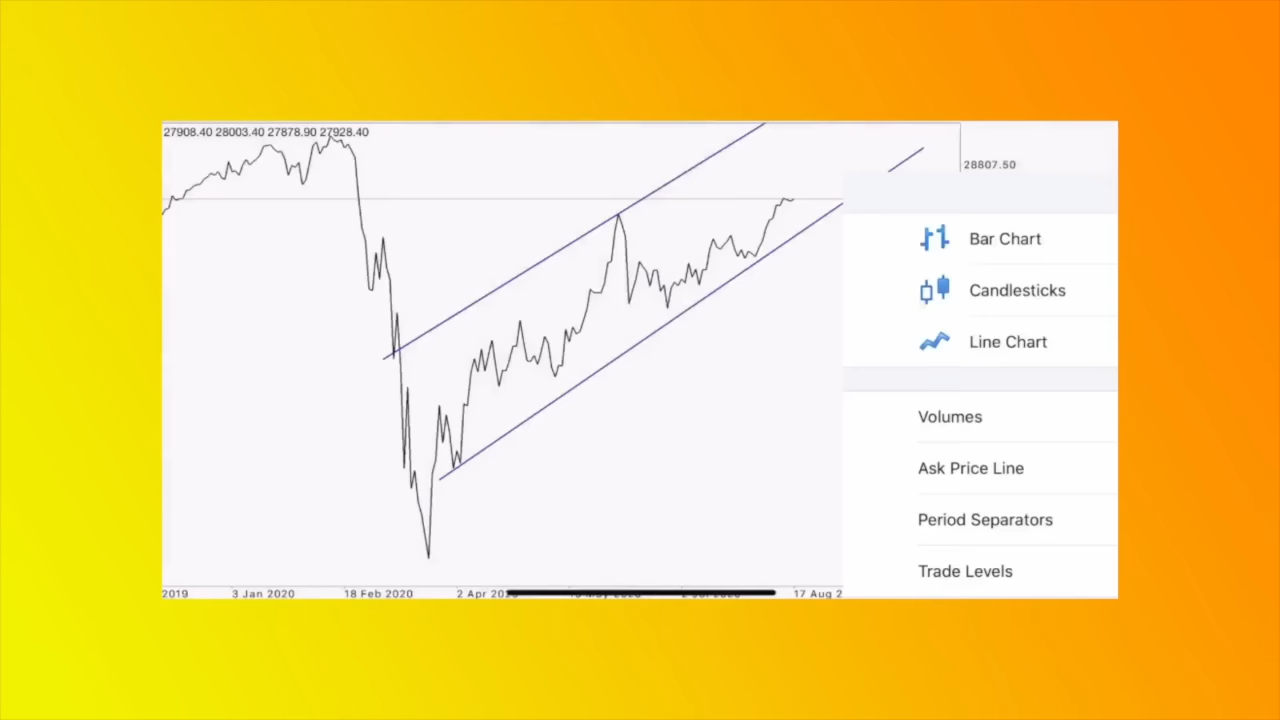 27908.40 28003.40 27878.90 27928.40
28807.50
Bar Chart
Candlesticks
Line Chart
Volumes
Ask Price Line
Period Separators
Trade Levels
2019 3 Jan 2020 18 Feb 2020 2 Apr 17 Aug